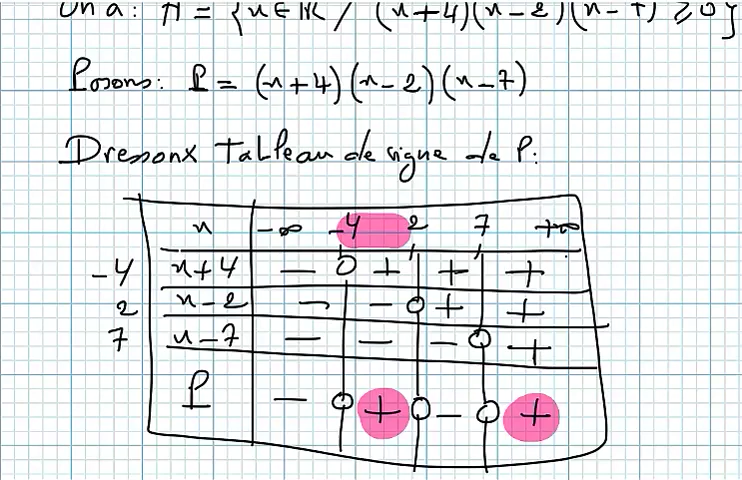 On a: A = {x ∈ ℝ / (x+4)(x-2)(x-7) ≥ 0}
Posons: P = (x+4)(x-2)(x-7)
Dressons tableau de signe de P:
x -∞ -4 2 7 +∞
-4 x+4 - 0 + + +
2 x-2 - - 0 + +
7 x-7 - - - 0 +
P - 0 + 0 - 0 +